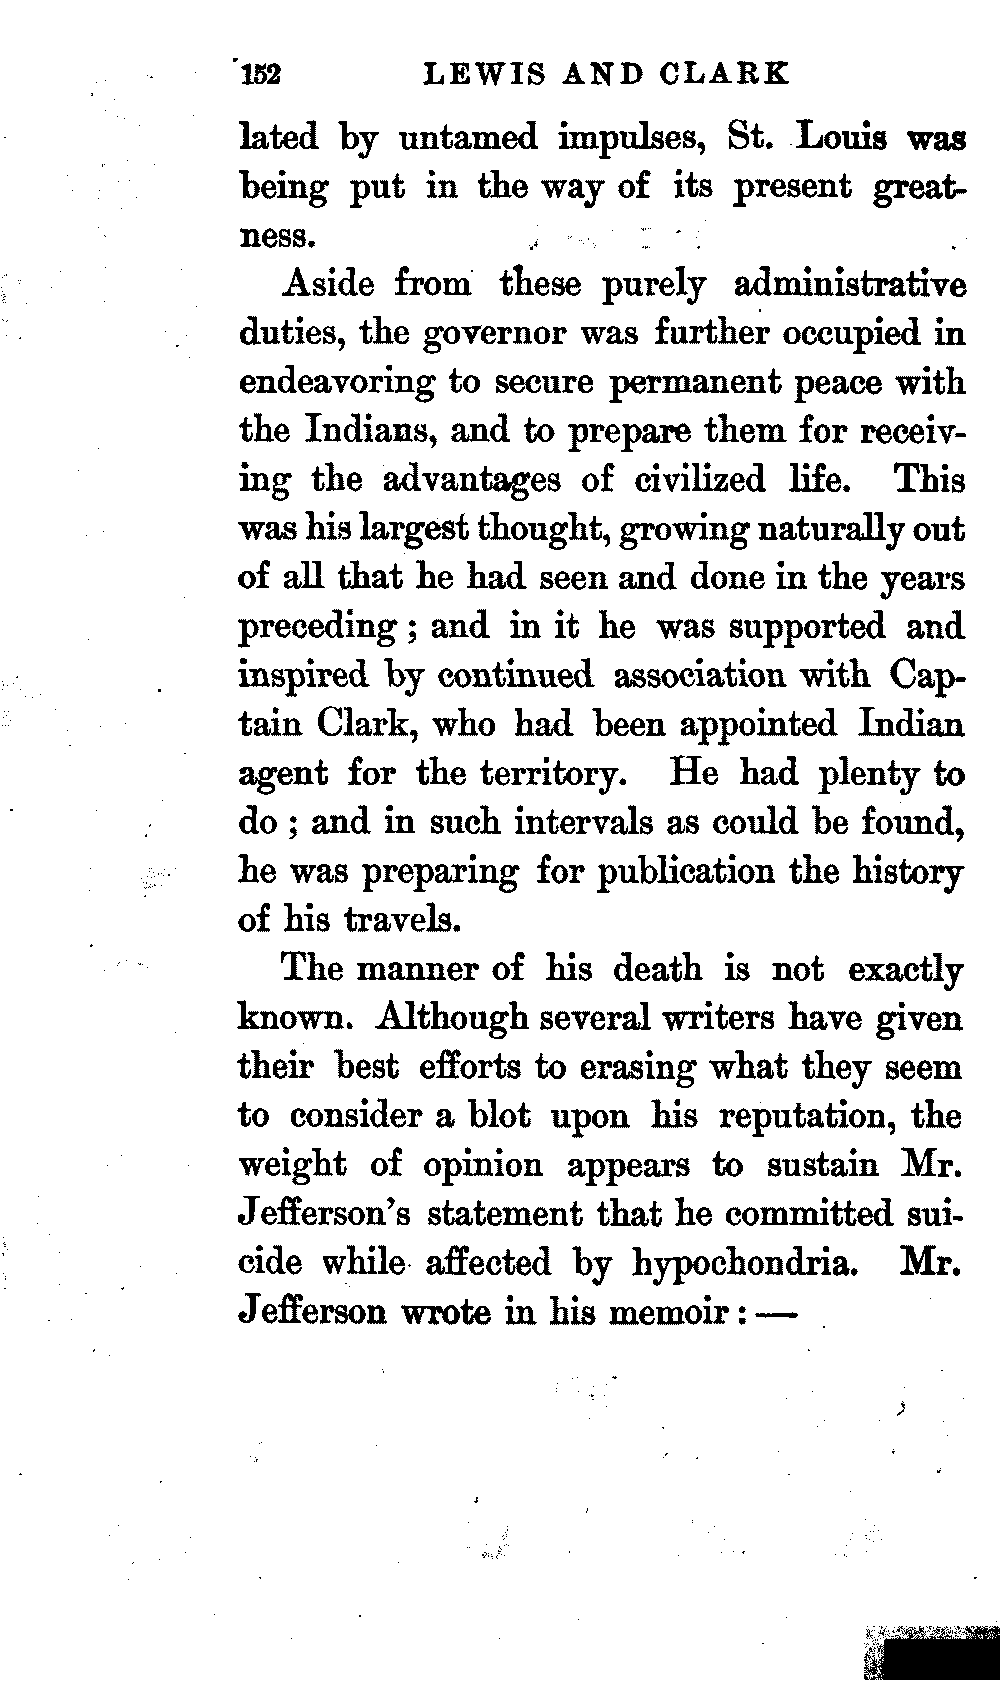 152 LEWIS AND CLARK
lated by untamed impulses, St. Louis was
being put in the way of its present great-
ness.
Aside from these purely administrative
duties, the governor was further occupied in
endeavoring to secure permanent peace with
the Indians, and to prepare them for receiv-
ing the advantages of civilized life. This
was his largest thought, growing naturally out
of all that he had seen and done in the years
preceding ; and in it he was supported and
inspired by continued association with Cap-
tain Clark, who had been appointed Indian
agent for the territory. He had plenty to
do ; and in such intervals as could be found,
he was preparing for publication the history
of his travels.
The manner of his death is not exactly
known. Although several writers have given
their best efforts to erasing what they seem
to consider a blot upon his reputation, the
weight of opinion appears to sustain Mr.
Jefferson's statement that he committed sui-
cide while affected by hypochondria. Mr.
Jefferson wrote in his memoir : —